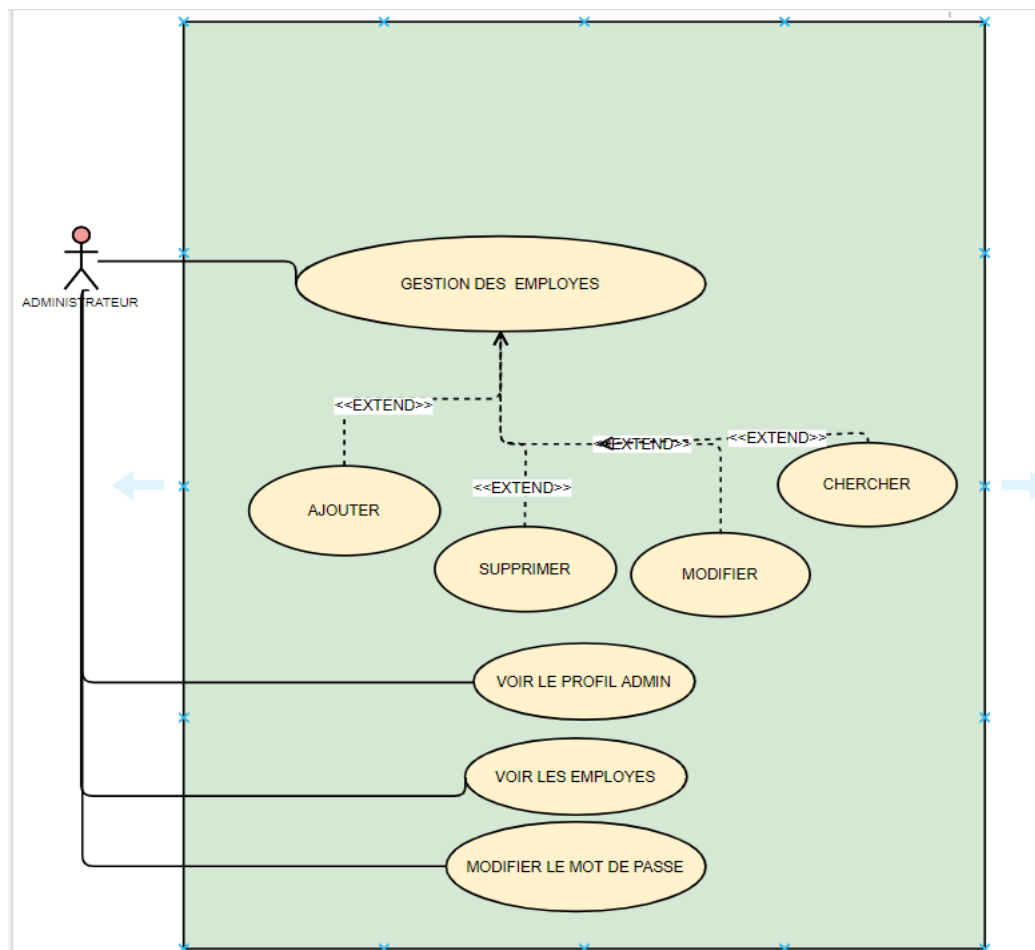 GESTION DES EMPLOYES
ADMINISTRATEUR
<<EXTEND>>
<<EXTEND>>
<<EXTEND>>
<<EXTEND>>
CHERCHER
AJOUTER
SUPPRIMER
MODIFIER
VOIR LE PROFIL ADMIN
VOIR LES EMPLOYES
MODIFIER LE MOT DE PASSE